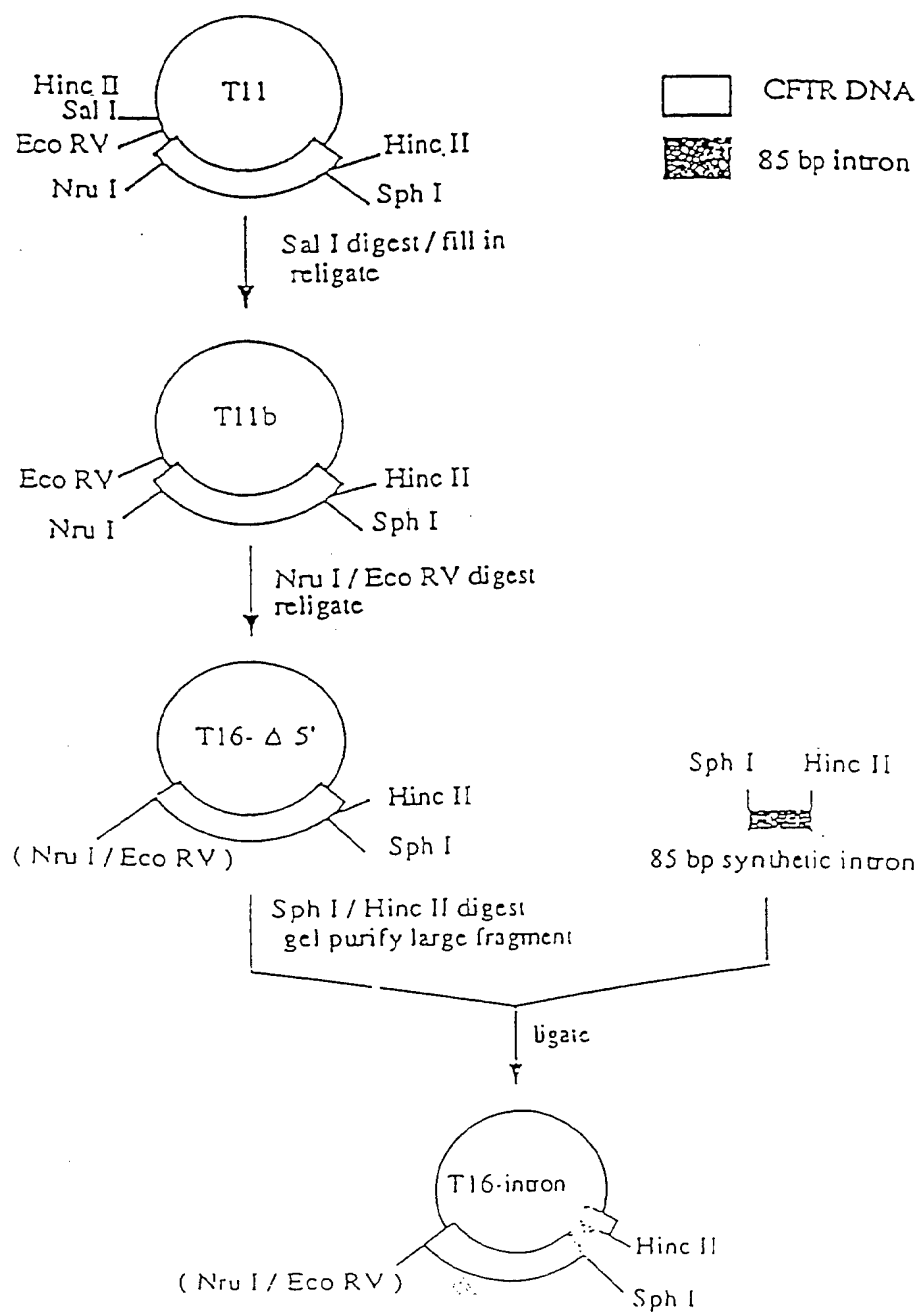 T11
Hinc II
Sal I
Eco RV
Nru I
Hinc II
Sph I
CFTR DNA
85 bp intron
Sal I digest / fill in
religate
T11b
Eco RV
Nru I
Hinc II
Sph I
Nru I / Eco RV digest
religate
T16- Δ 5'
Hinc II
Sph I
( Nru I / Eco RV )
Sph I Hinc II
85 bp synthetic intron
Sph I / Hinc II digest
gel purify large fragment
ligate
T16-intron
Hinc II
( Nru I / Eco RV )
Sph I